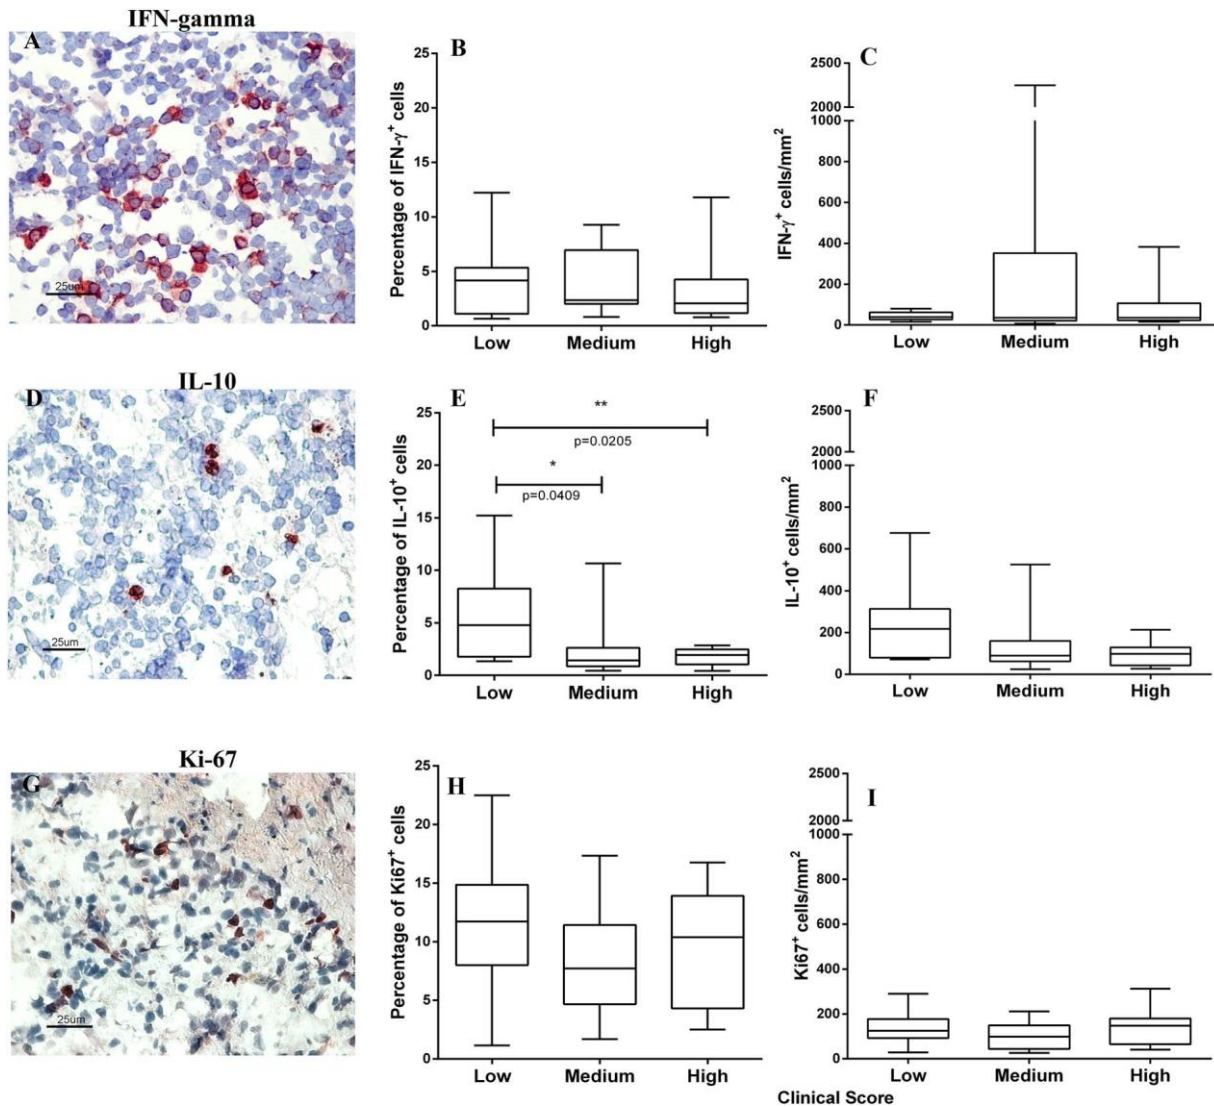 IFN-gamma
A
25um
B
Percentage of IFN-γ⁺ cells
25
20
15
10
5
0
Low Medium High
C
IFN-γ⁺ cells/mm²
2500
2000
1000
800
600
400
200
0
Low Medium High
IL-10
D
25um
E
Percentage of IL-10⁺ cells
25
20
15
10
5
0
**
p=0.0205
*
p=0.0409
Low Medium High
F
IL-10⁺ cells/mm²
2500
2000
1000
800
600
400
200
0
Low Medium High
Ki-67
G
25um
H
Percentage of Ki67⁺ cells
25
20
15
10
5
0
Low Medium High
I
Ki67⁺ cells/mm²
2500
2000
1000
800
600
400
200
0
Low Medium High
Clinical Score